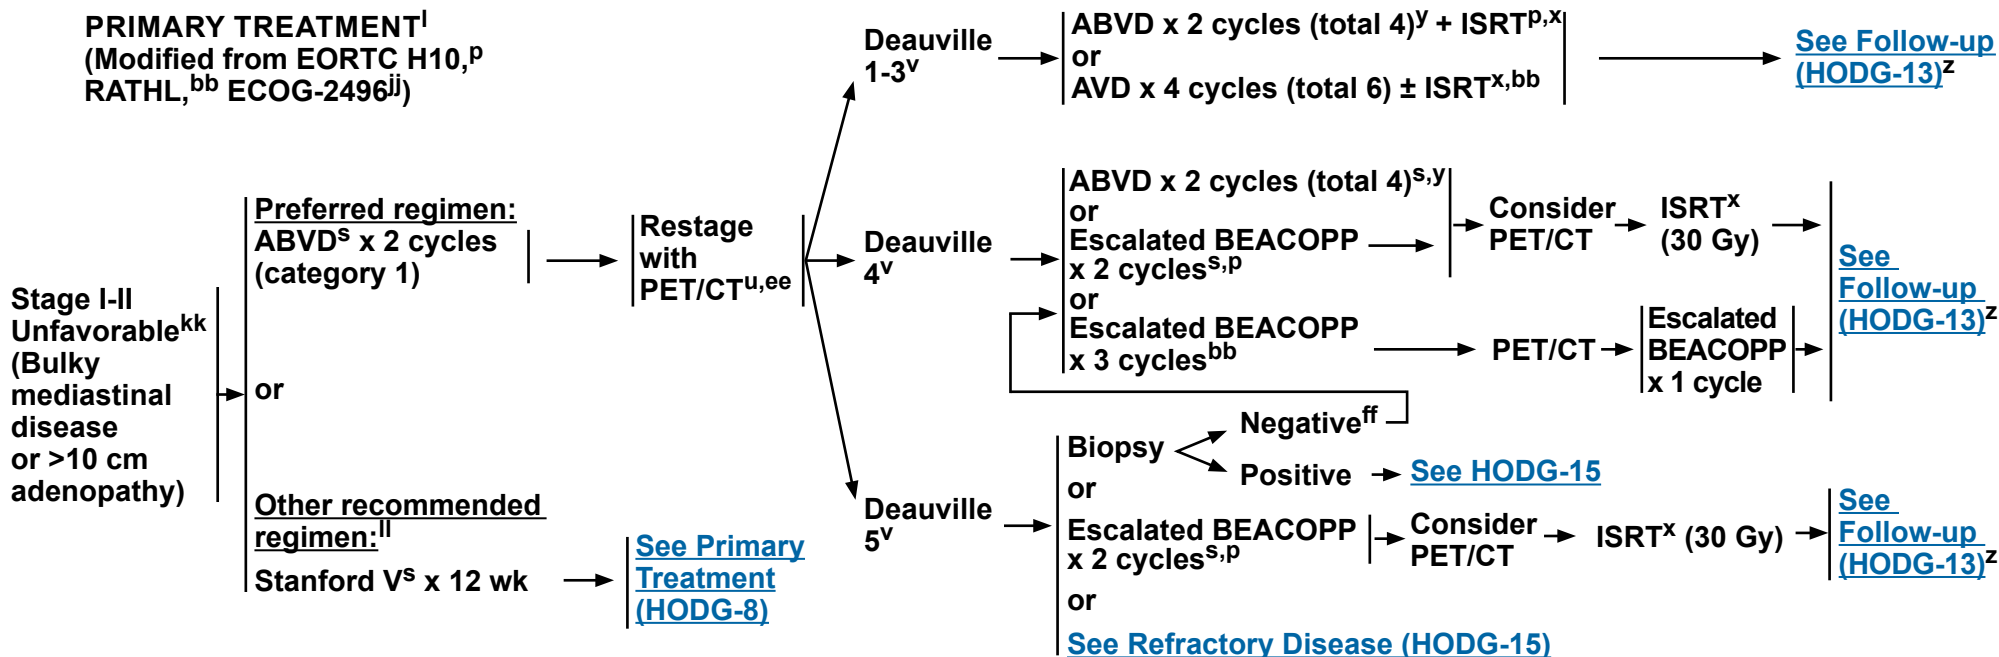 PRIMARY TREATMENTˡ
(Modified from EORTC H10,ᵖ
RATHL,ᵇᵇ ECOG-2496ʲʲ)
Stage I-II
Unfavorableᵏᵏ
(Bulky
mediastinal
disease
or >10 cm
adenopathy)
Preferred regimen:
ABVDˢ x 2 cycles
(category 1)
or
Other recommended
regimen:ˡˡ
Stanford Vˢ x 12 wk
See Primary
Treatment
(HODG-8)
Restage
with
PET/CTᵘ,ᵉᵉ
Deauville
1-3ᵛ
ABVD x 2 cycles (total 4)ʸ + ISRTᵖ,ˣ
or
AVD x 4 cycles (total 6) ± ISRTˣ,ᵇᵇ
See Follow-up
(HODG-13)ᶻ
Deauville
4ᵛ
ABVD x 2 cycles (total 4)ˢ,ʸ
or
Escalated BEACOPP
x 2 cyclesˢ,ᵖ
or
Escalated BEACOPP
x 3 cyclesᵇᵇ
Consider
PET/CT
ISRTˣ
(30 Gy)
PET/CT
Escalated
BEACOPP
x 1 cycle
See
Follow-up
(HODG-13)ᶻ
Deauville
5ᵛ
Biopsy
Negativeᶠᶠ
Positive
See HODG-15
or
Escalated BEACOPP
x 2 cyclesˢ,ᵖ
Consider
PET/CT
ISRTˣ (30 Gy)
See
Follow-up
(HODG-13)ᶻ
or
See Refractory Disease (HODG-15)